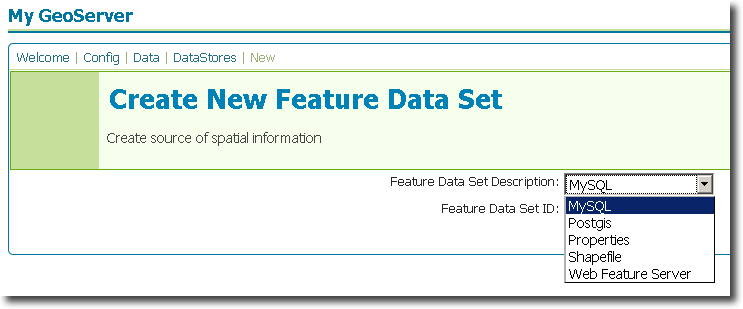 My GeoServer
Welcome | Config | Data | DataStores | New
Create New Feature Data Set
Create source of spatial information
Feature Data Set Description: MySQL
Feature Data Set ID:
MySQL
Postgis
Properties
Shapefile
Web Feature Server